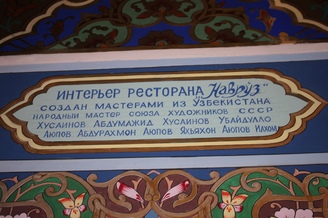 ИНТЕРЬЕР РЕСТОРАНА „Навруз"
СОЗДАН МАСТЕРАМИ ИЗ УЗБЕКИСТАНА
НАРОДНЫЙ МАСТЕР СОЮЗА ХУДОЖНИКОВ СССР
ХУСАИНОВ АБДУМАЖИД ХУСАИНОВ УБАЙДУЛЛО
АЮПОВ АБДУРАХМОН АЮПОВ ЯХЬЯХОН АЮПОВ ИЛХОМ